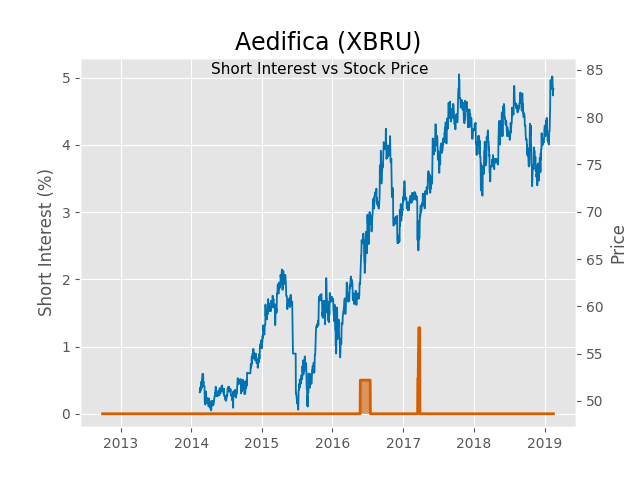 Aedifica (XBRU)
Short Interest vs Stock Price
Short Interest (%)
5
4
3
2
1
0
85
80
75
70
65
60
55
50
Price
2013 2014 2015 2016 2017 2018 2019